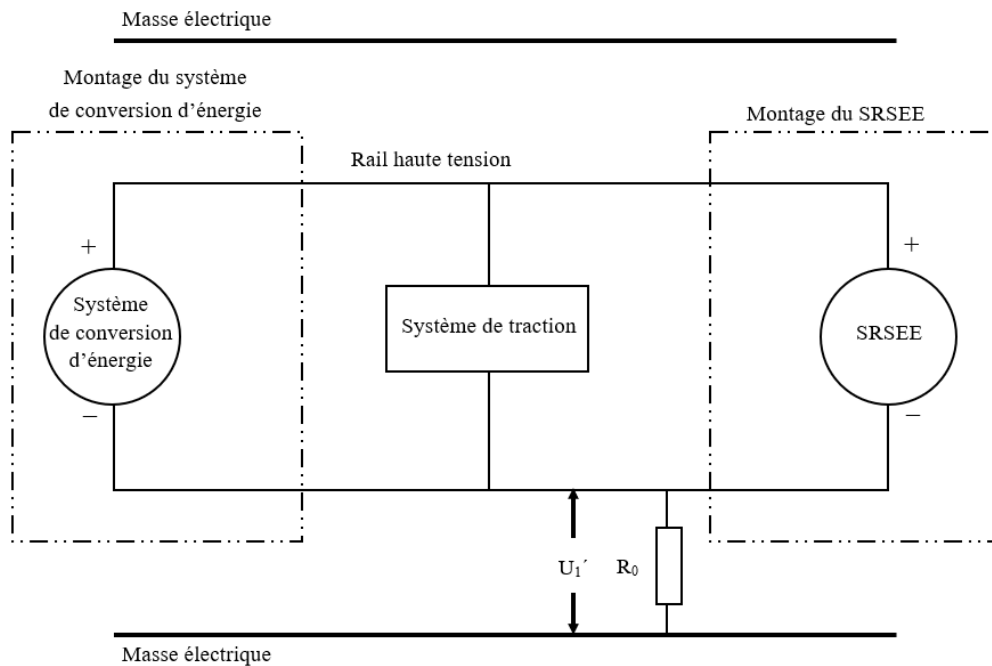 Masse électrique
Montage du système
de conversion d’énergie
Montage du SRSEE
Rail haute tension
+
+
Système
de conversion
d’énergie
Système de traction
SRSEE
−
−
U₁´
R₀
Masse électrique